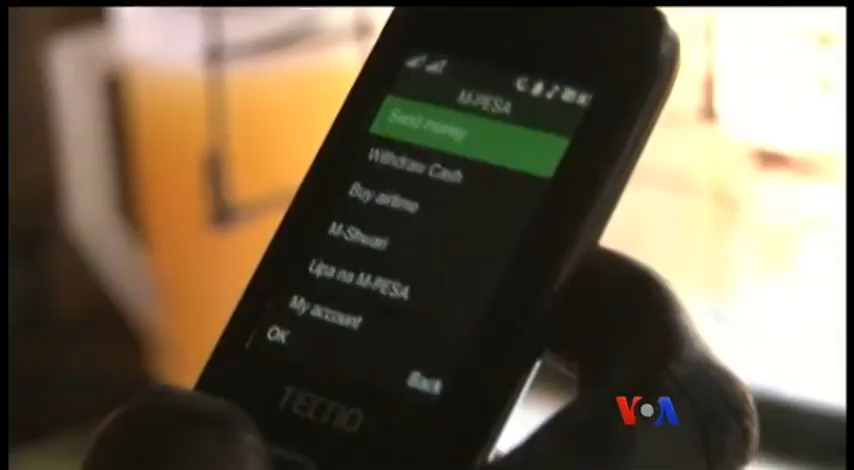 M-PESA
Send money
Withdraw Cash
Buy airtime
M-Shwari
Lipa na M-PESA
My account
OK
Back
TECNO
VOA